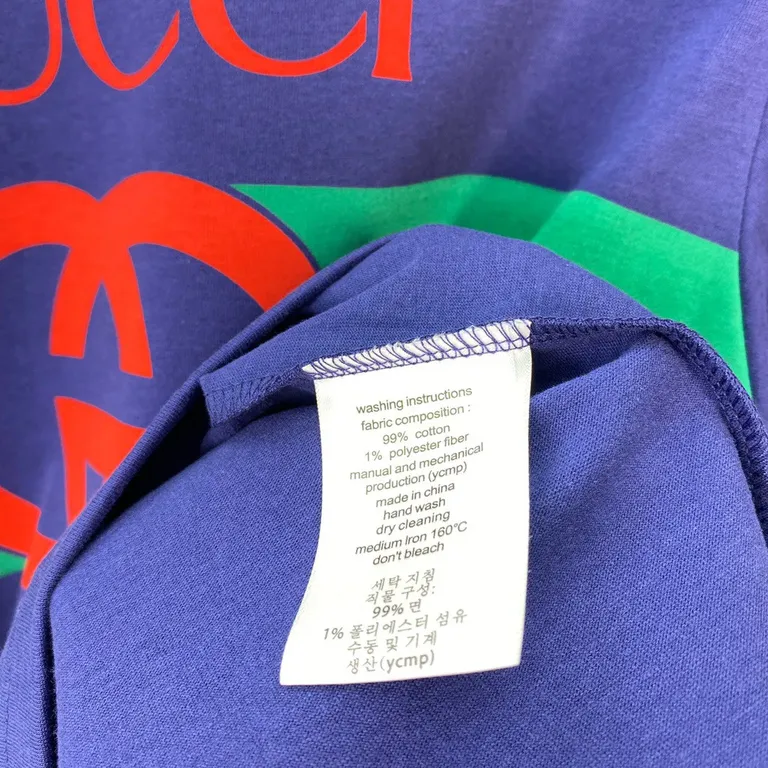 ucci
washing instructions
fabric composition :
99% cotton
1% polyester fiber
manual and mechanical
production (ycmp)
made in china
hand wash
dry cleaning
medium Iron 160°C
don't bleach
세탁 지침
직물 구성:
99% 면
1% 폴리에스터 섬유
수동 및 기계
생산(ycmp)